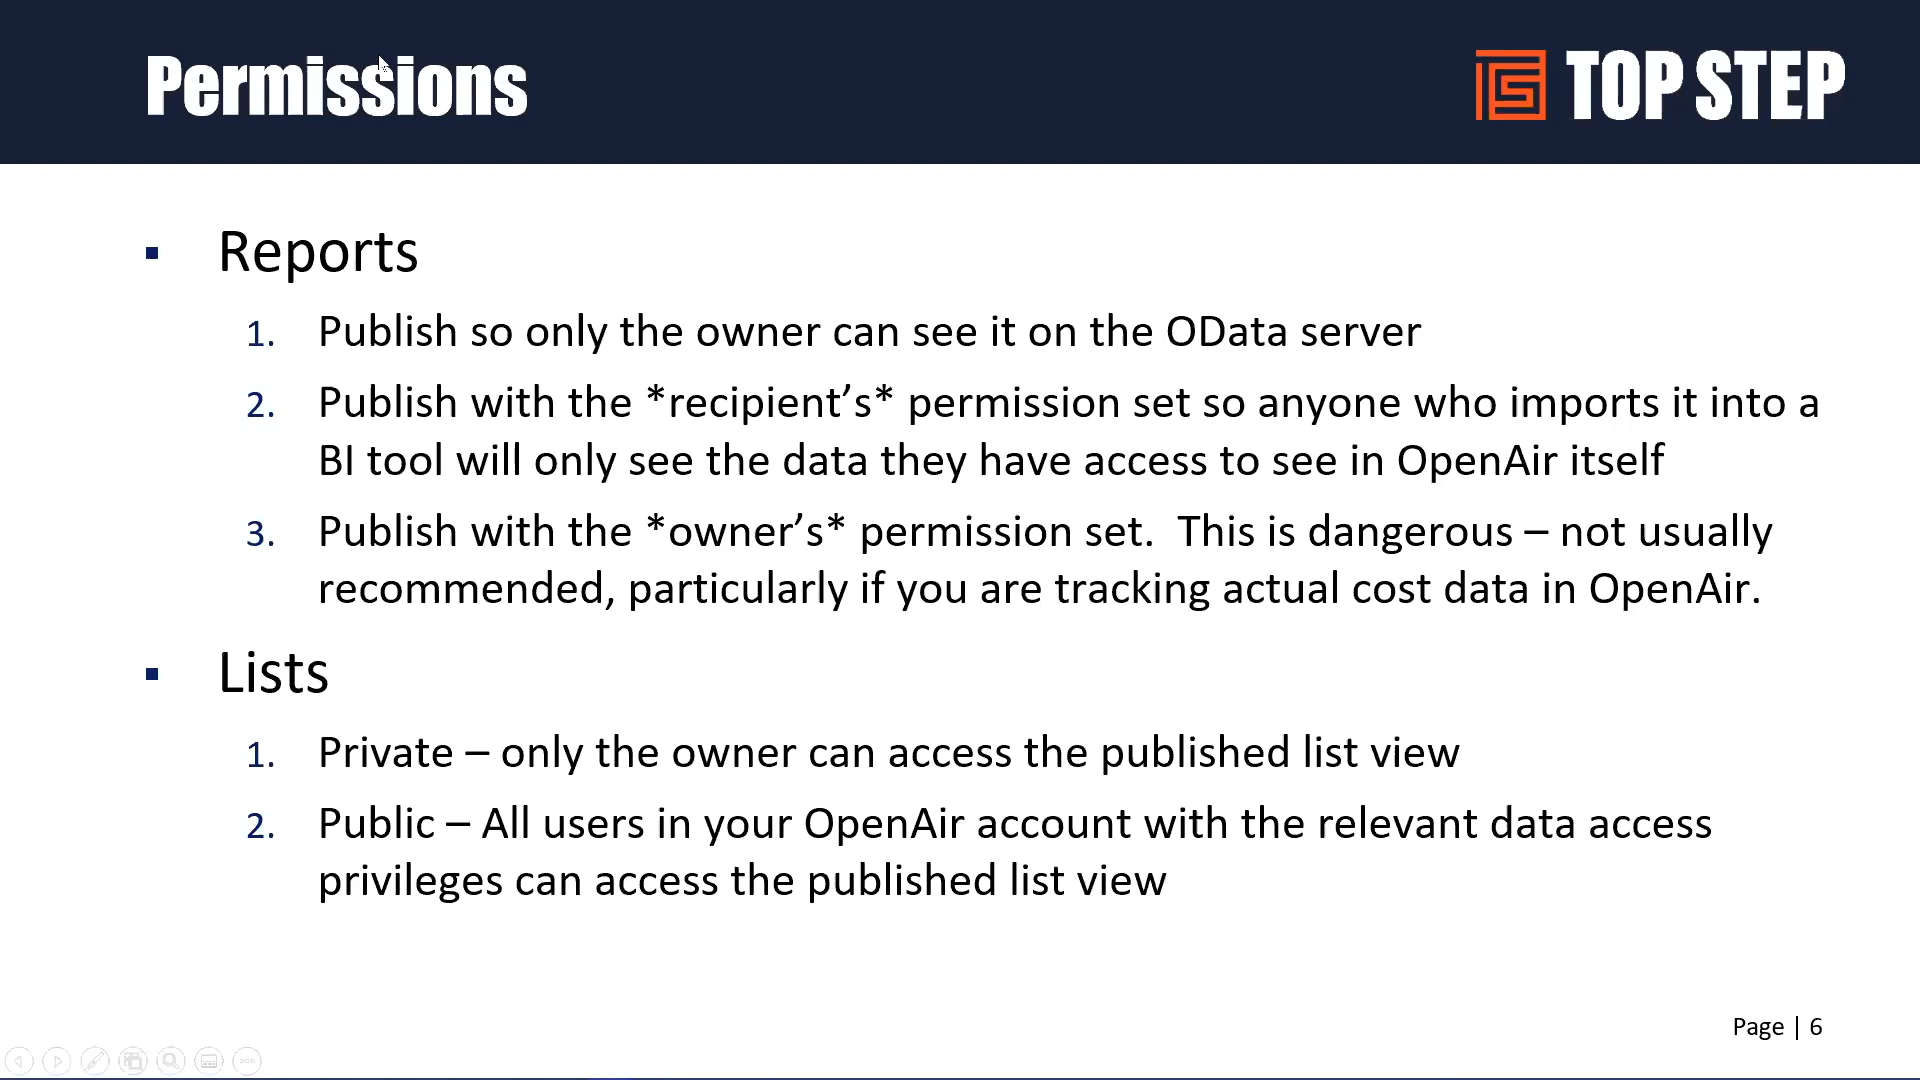 Permissions
TOP STEP
▪ Reports
1. Publish so only the owner can see it on the OData server
2. Publish with the *recipient’s* permission set so anyone who imports it into a
BI tool will only see the data they have access to see in OpenAir itself
3. Publish with the *owner’s* permission set.  This is dangerous – not usually
recommended, particularly if you are tracking actual cost data in OpenAir.
▪ Lists
1. Private – only the owner can access the published list view
2. Public – All users in your OpenAir account with the relevant data access
privileges can access the published list view
Page | 6